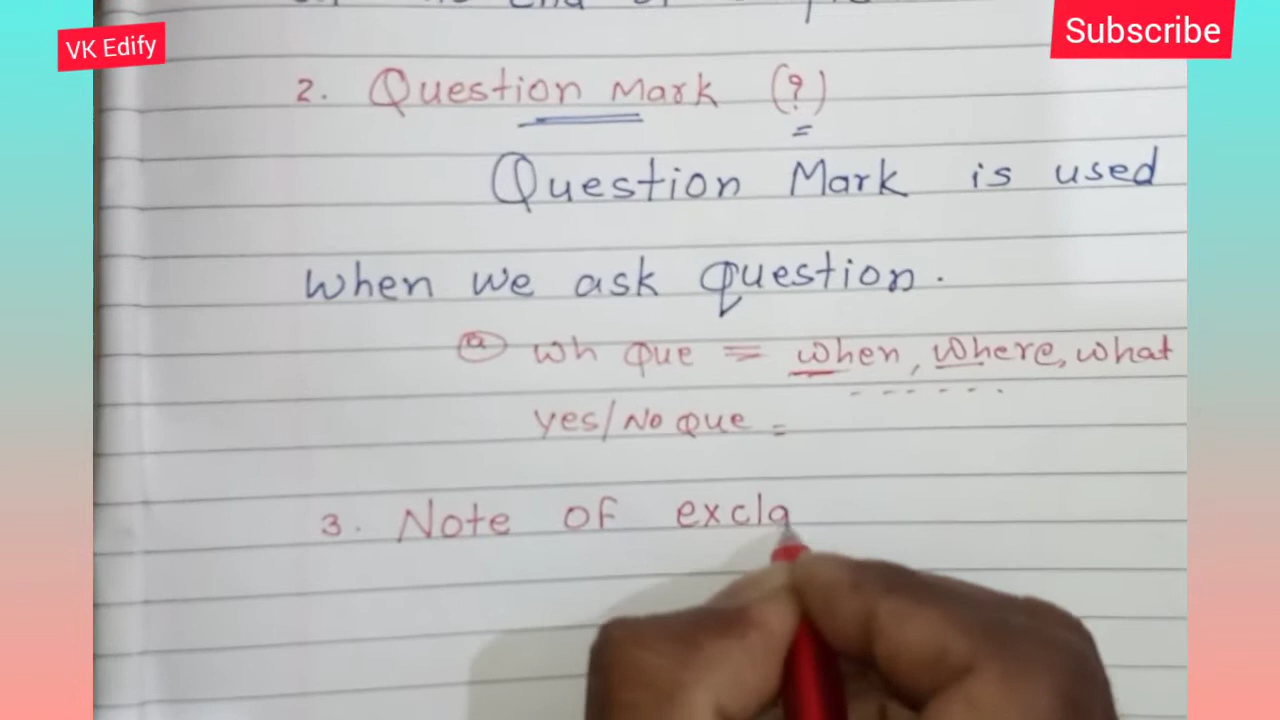 VK Edify
Subscribe
2. Question Mark (?)
Question Mark is used
when we ask question.
(a) Wh que = when, where, what
yes/No que =
3. Note of excla